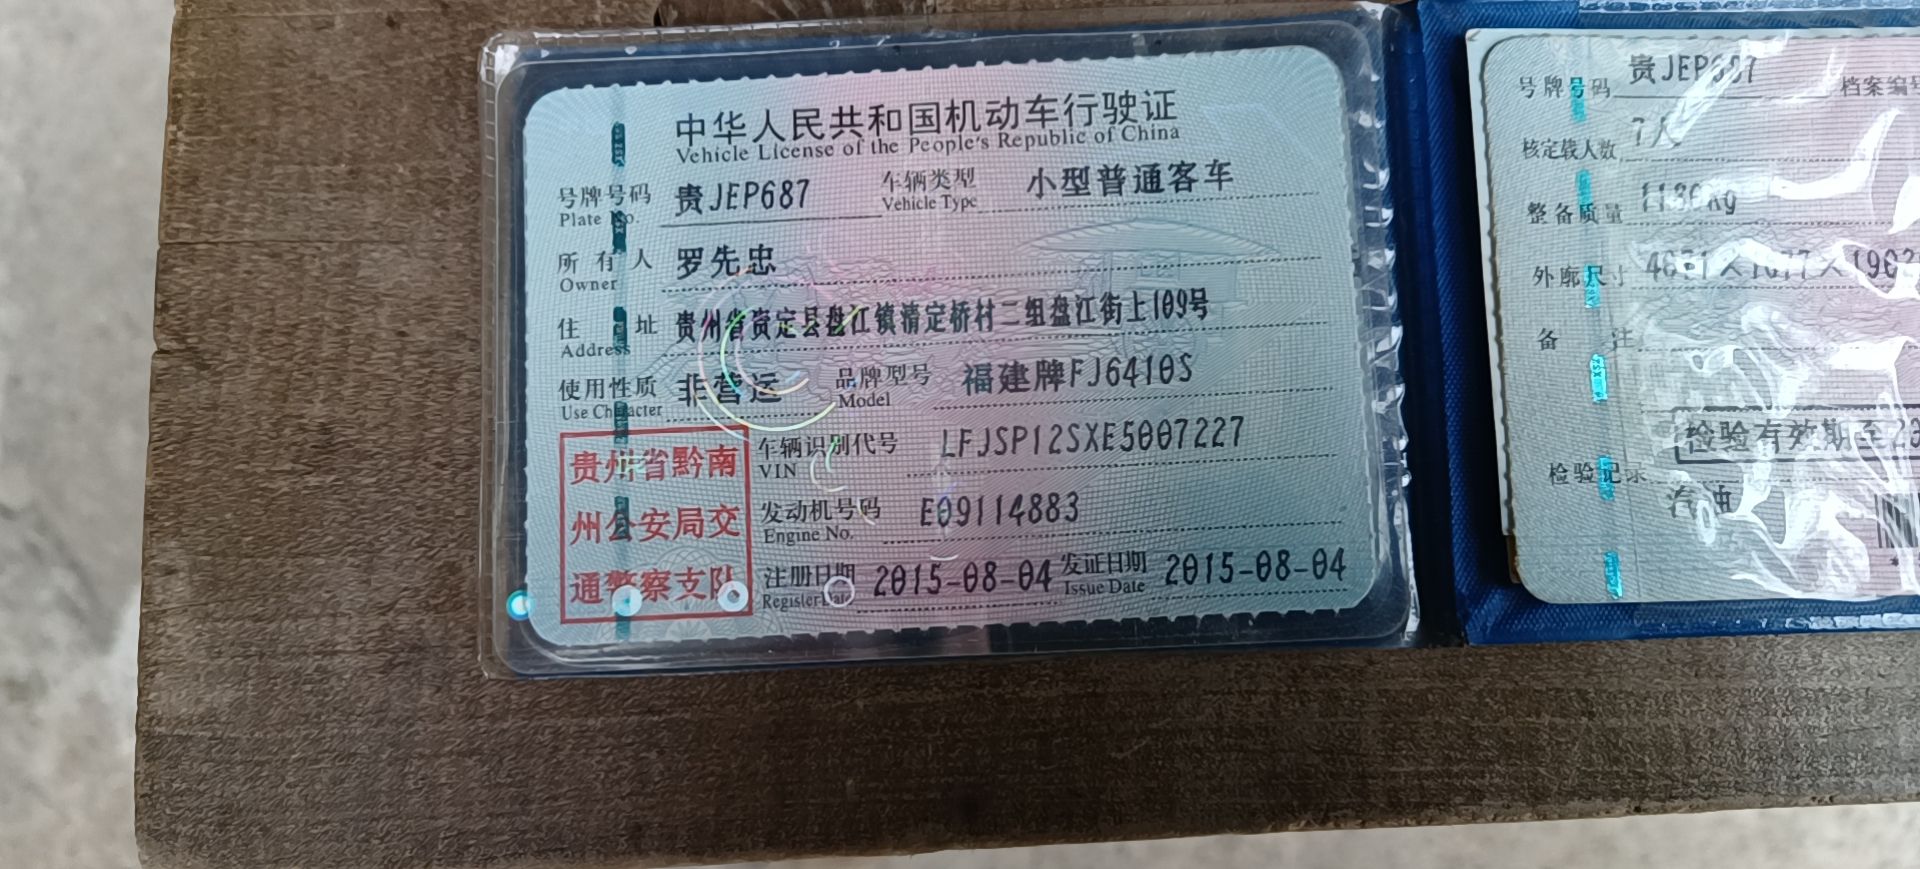 中华人民共和国机动车行驶证
Vehicle License of the People's Republic of China
号牌号码 贵JEP687 车辆类型 小型普通客车
Plate No. Vehicle Type
所有人 罗先忠
Owner
住址 贵州省贵定县盘江镇清定桥村二组盘江街上109号
Address
使用性质 非营运 品牌型号 福建牌FJ6410S
Use Character Model
车辆识别代号 LFJSP12SXE5007227
VIN
发动机号码 E09114883
Engine No.
注册日期 2015-08-04 发证日期 2015-08-04
Register Date Issue Date
贵州省黔南
州公安局交
通警察支队
号牌号码 贵JEP687 档案编号
核定载人数 7人
整备质量
外廓尺寸
备注
检验有效期至
检验记录
汽油